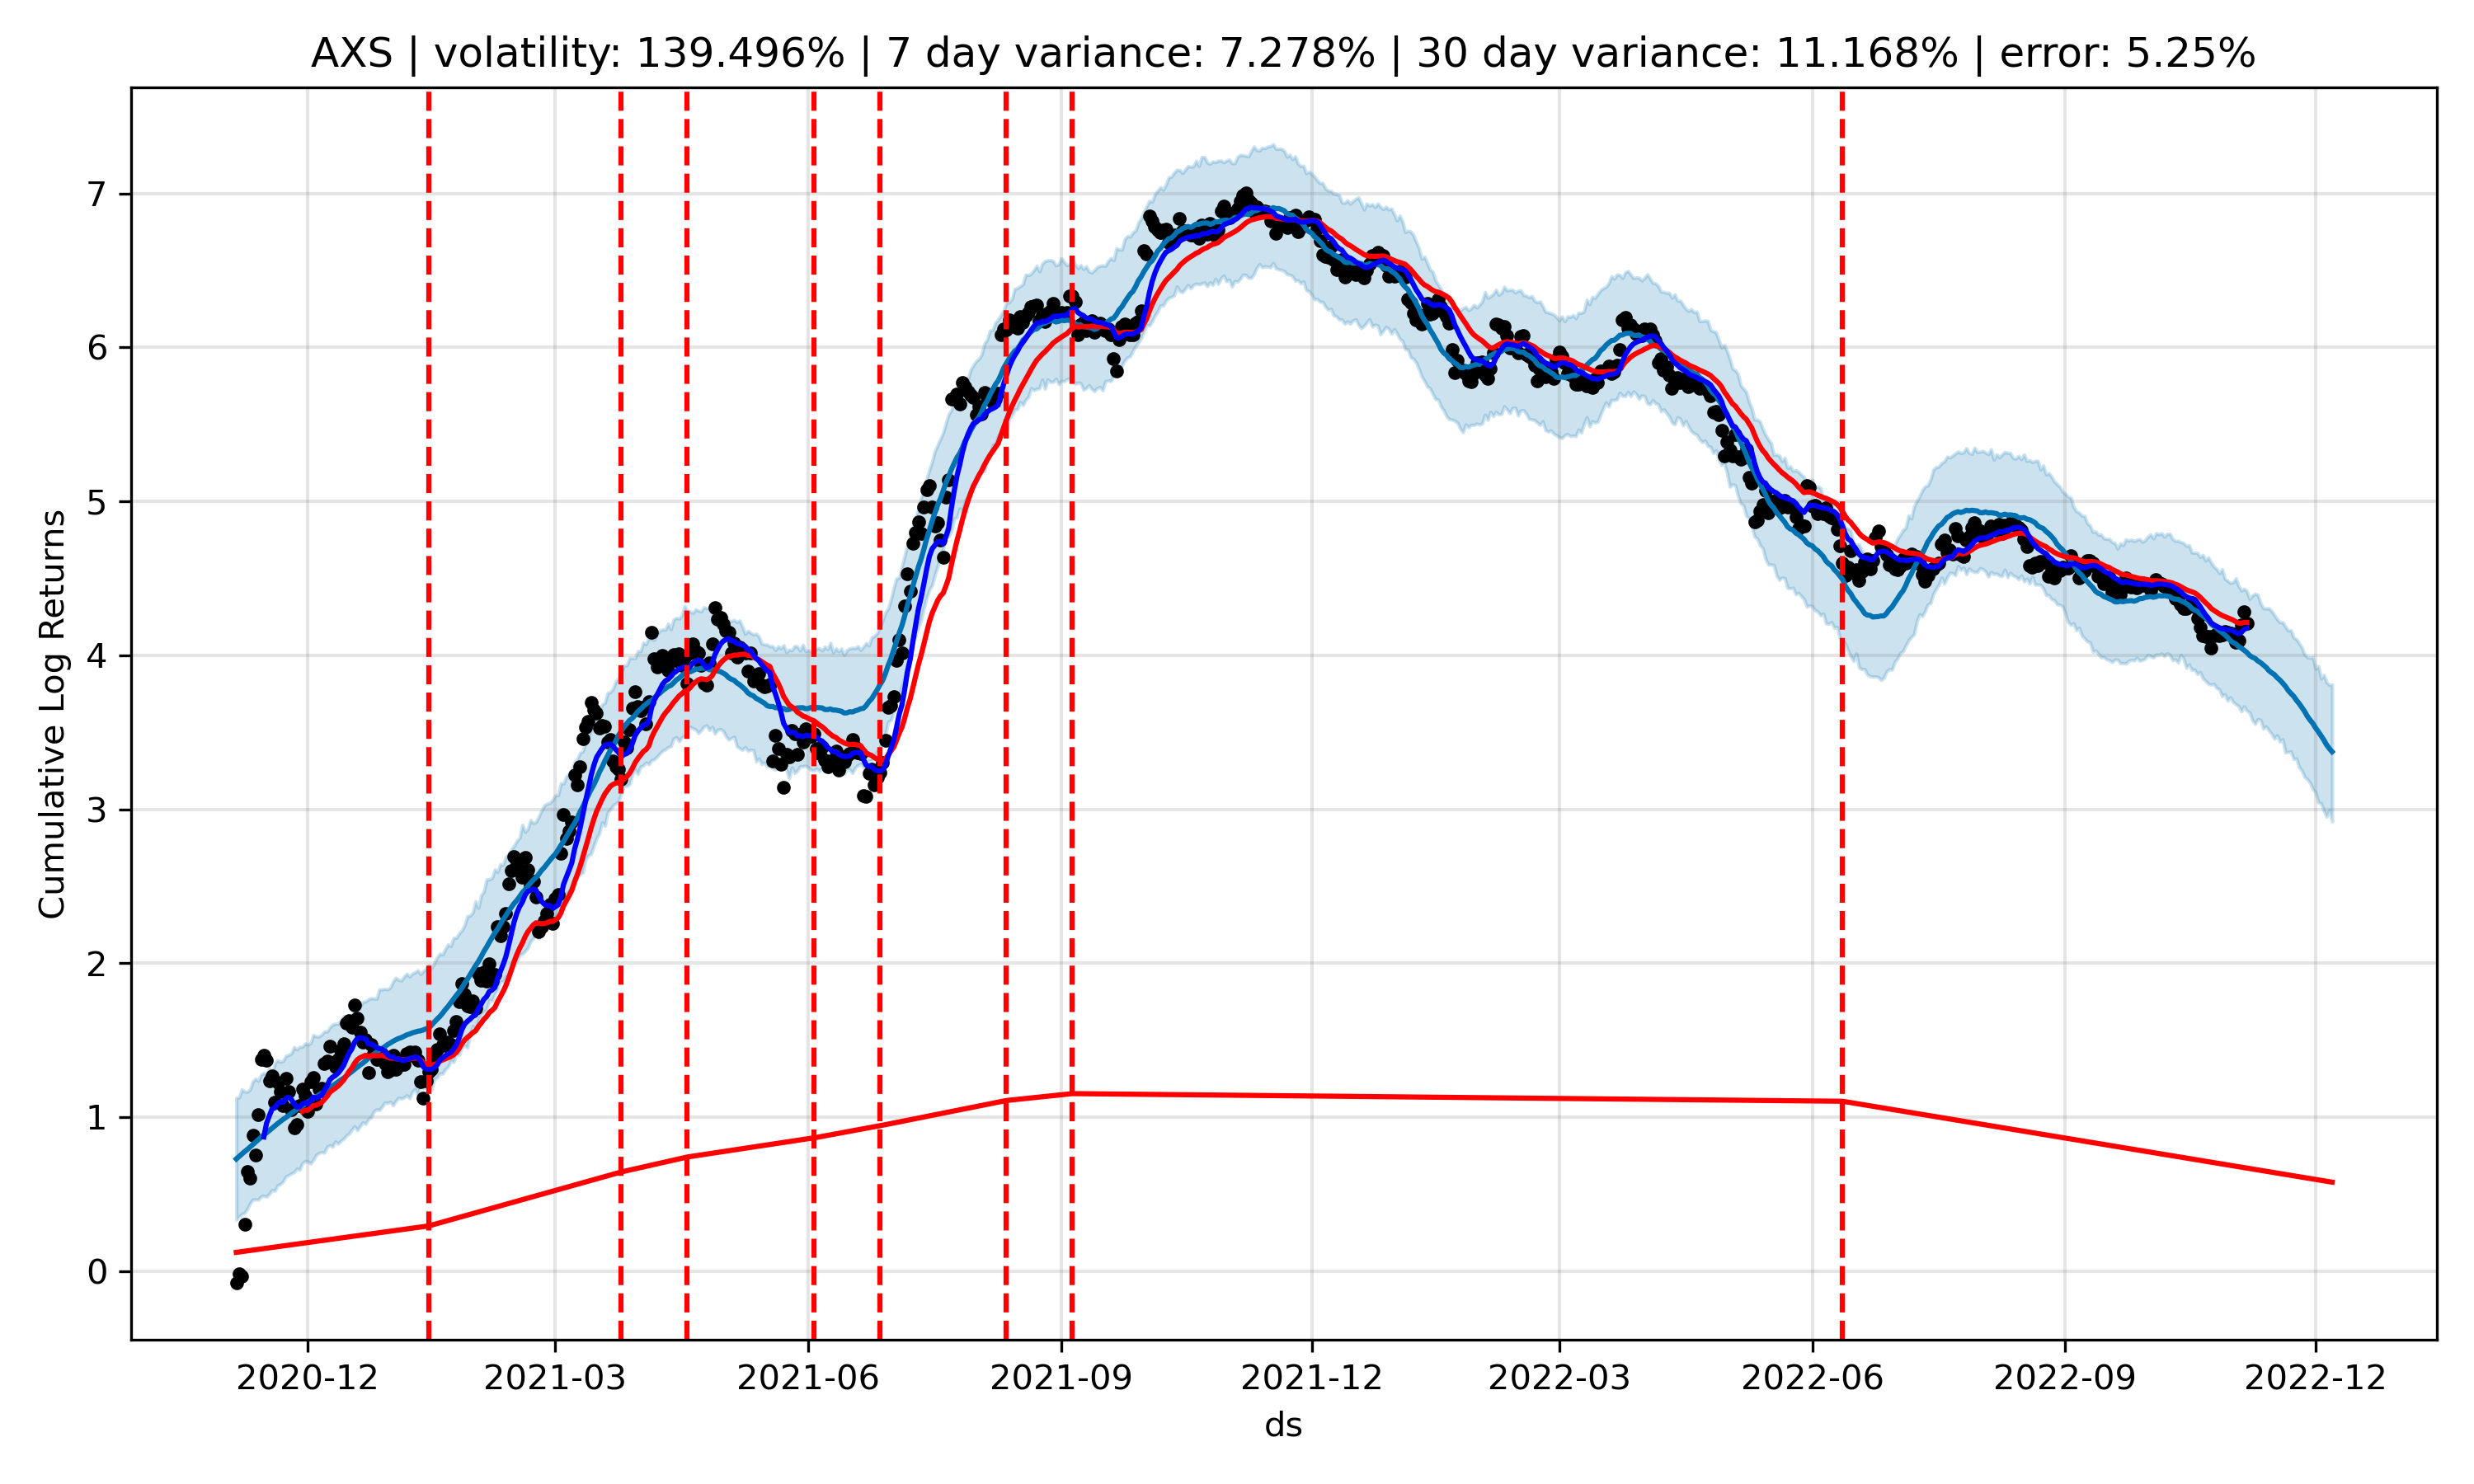 AXS | volatility: 139.496% | 7 day variance: 7.278% | 30 day variance: 11.168% | error: 5.25%
Cumulative Log Returns
7
6
5
4
3
2
1
0
2020-12 2021-03 2021-06 2021-09 2021-12 2022-03 2022-06 2022-09 2022-12
ds